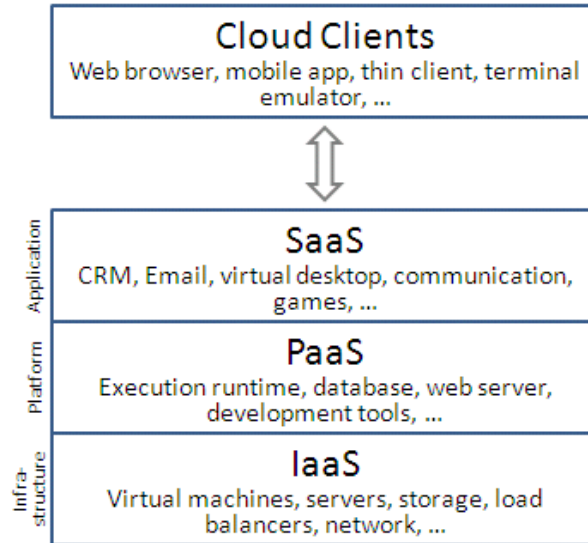 Cloud Clients
Web browser, mobile app, thin client, terminal
emulator, ...
Application
SaaS
CRM, Email, virtual desktop, communication,
games, ...
Platform
PaaS
Execution runtime, database, web server,
development tools, ...
Infra-
structure
IaaS
Virtual machines, servers, storage, load
balancers, network, ...